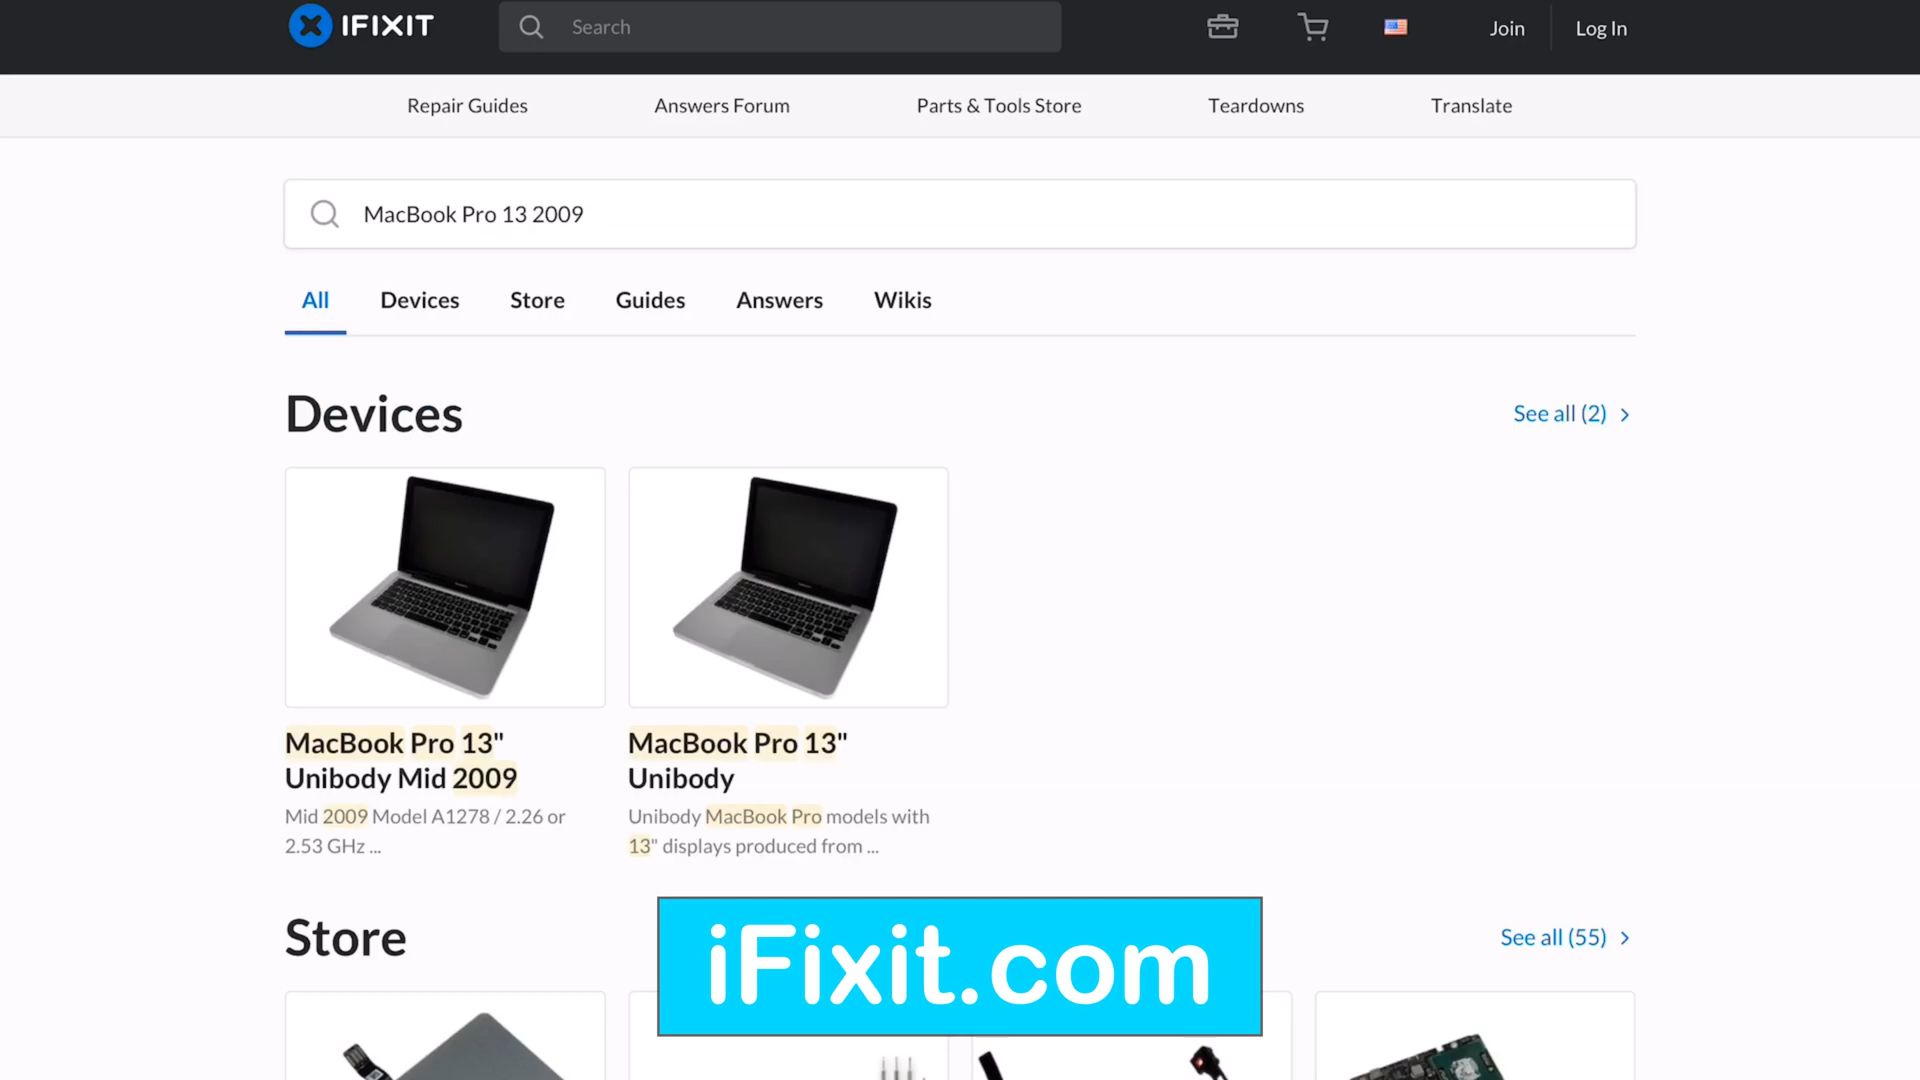 IFIXIT
Search
Join
Log In
Repair Guides
Answers Forum
Parts & Tools Store
Teardowns
Translate
MacBook Pro 13 2009
All
Devices
Store
Guides
Answers
Wikis
Devices
See all (2)
MacBook Pro 13"
Unibody Mid 2009
Mid 2009 Model A1278 / 2.26 or
2.53 GHz ...
MacBook Pro 13"
Unibody
Unibody MacBook Pro models with
13" displays produced from ...
Store
See all (55)
iFixit.com